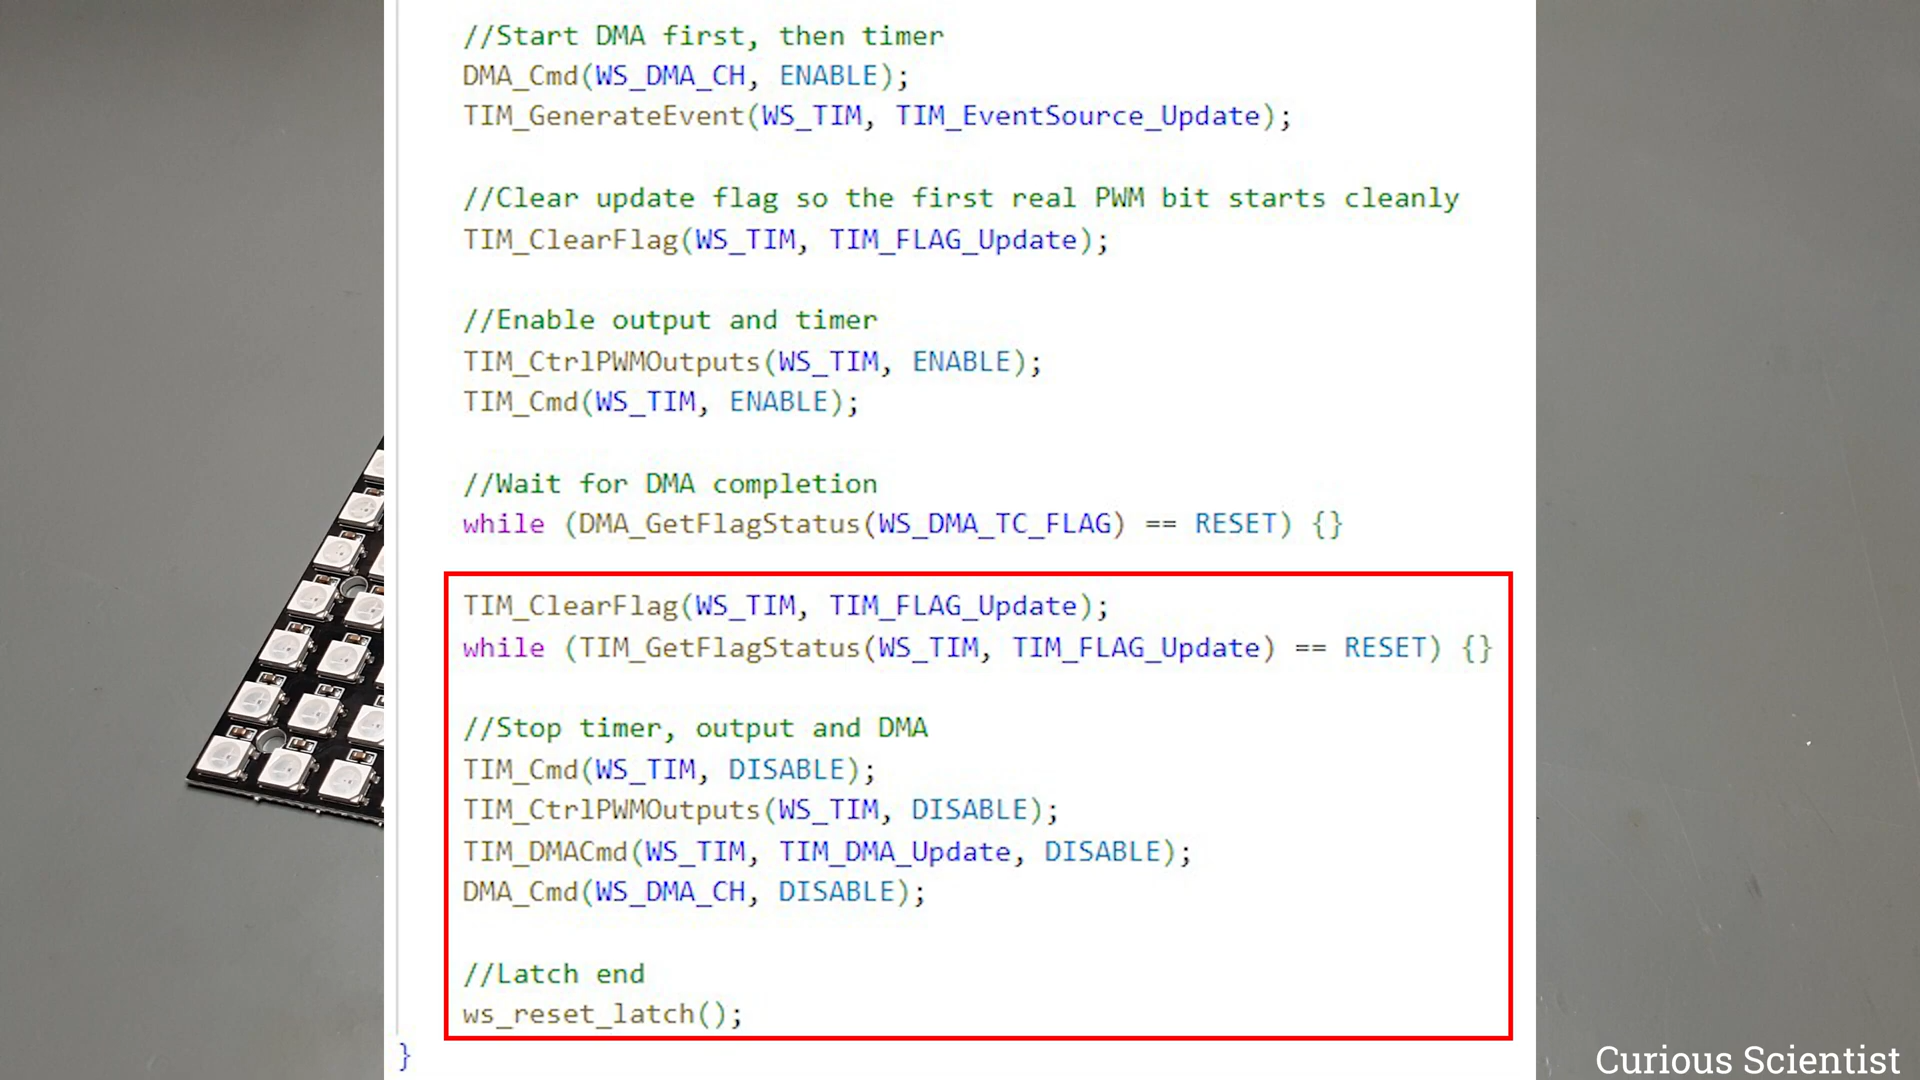 //Start DMA first, then timer
DMA_Cmd(WS_DMA_CH, ENABLE);
TIM_GenerateEvent(WS_TIM, TIM_EventSource_Update);
//Clear update flag so the first real PWM bit starts cleanly
TIM_ClearFlag(WS_TIM, TIM_FLAG_Update);
//Enable output and timer
TIM_CtrlPWMOutputs(WS_TIM, ENABLE);
TIM_Cmd(WS_TIM, ENABLE);
//Wait for DMA completion
while (DMA_GetFlagStatus(WS_DMA_TC_FLAG) == RESET) {}
TIM_ClearFlag(WS_TIM, TIM_FLAG_Update);
while (TIM_GetFlagStatus(WS_TIM, TIM_FLAG_Update) == RESET) {}
//Stop timer, output and DMA
TIM_Cmd(WS_TIM, DISABLE);
TIM_CtrlPWMOutputs(WS_TIM, DISABLE);
TIM_DMACmd(WS_TIM, TIM_DMA_Update, DISABLE);
DMA_Cmd(WS_DMA_CH, DISABLE);
//Latch end
ws_reset_latch();
}
Curious Scientist